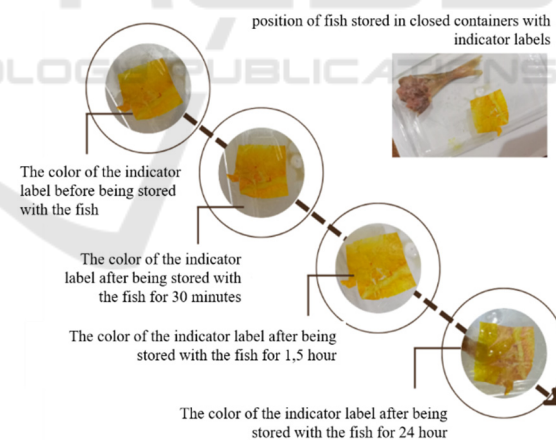 position of fish stored in closed containers with
indicator labels
The color of the indicator
label before being stored
with the fish
The color of the indicator
label after being stored with
the fish for 30 minutes
The color of the indicator label after being
stored with the fish for 1,5 hour
The color of the indicator label after being
stored with the fish for 24 hour